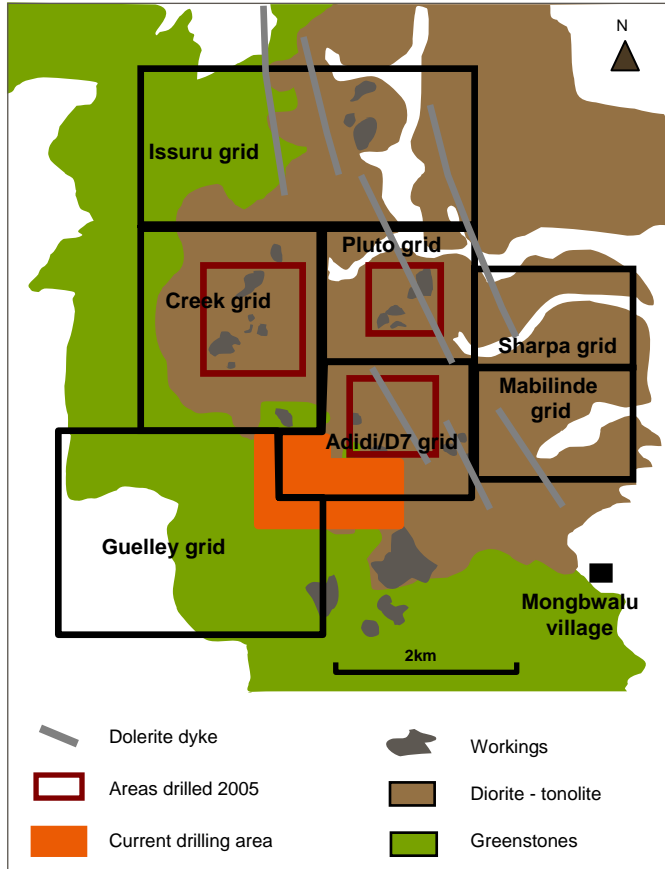 N
Issuru grid
Pluto grid
Creek grid
Sharpa grid
Mabilinde
grid
Adidi/D7 grid
Guelley grid
Mongbwalu
village
2km
Dolerite dyke
Workings
Areas drilled 2005
Diorite - tonolite
Current drilling area
Greenstones